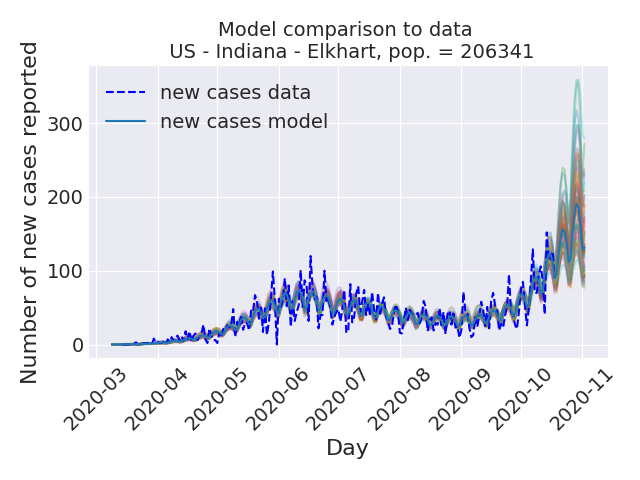 Model comparison to data
US - Indiana - Elkhart, pop. = 206341
Number of new cases reported
new cases data
new cases model
300
200
100
0
2020-03
2020-04
2020-05
2020-06
2020-07
2020-08
2020-09
2020-10
2020-11
Day